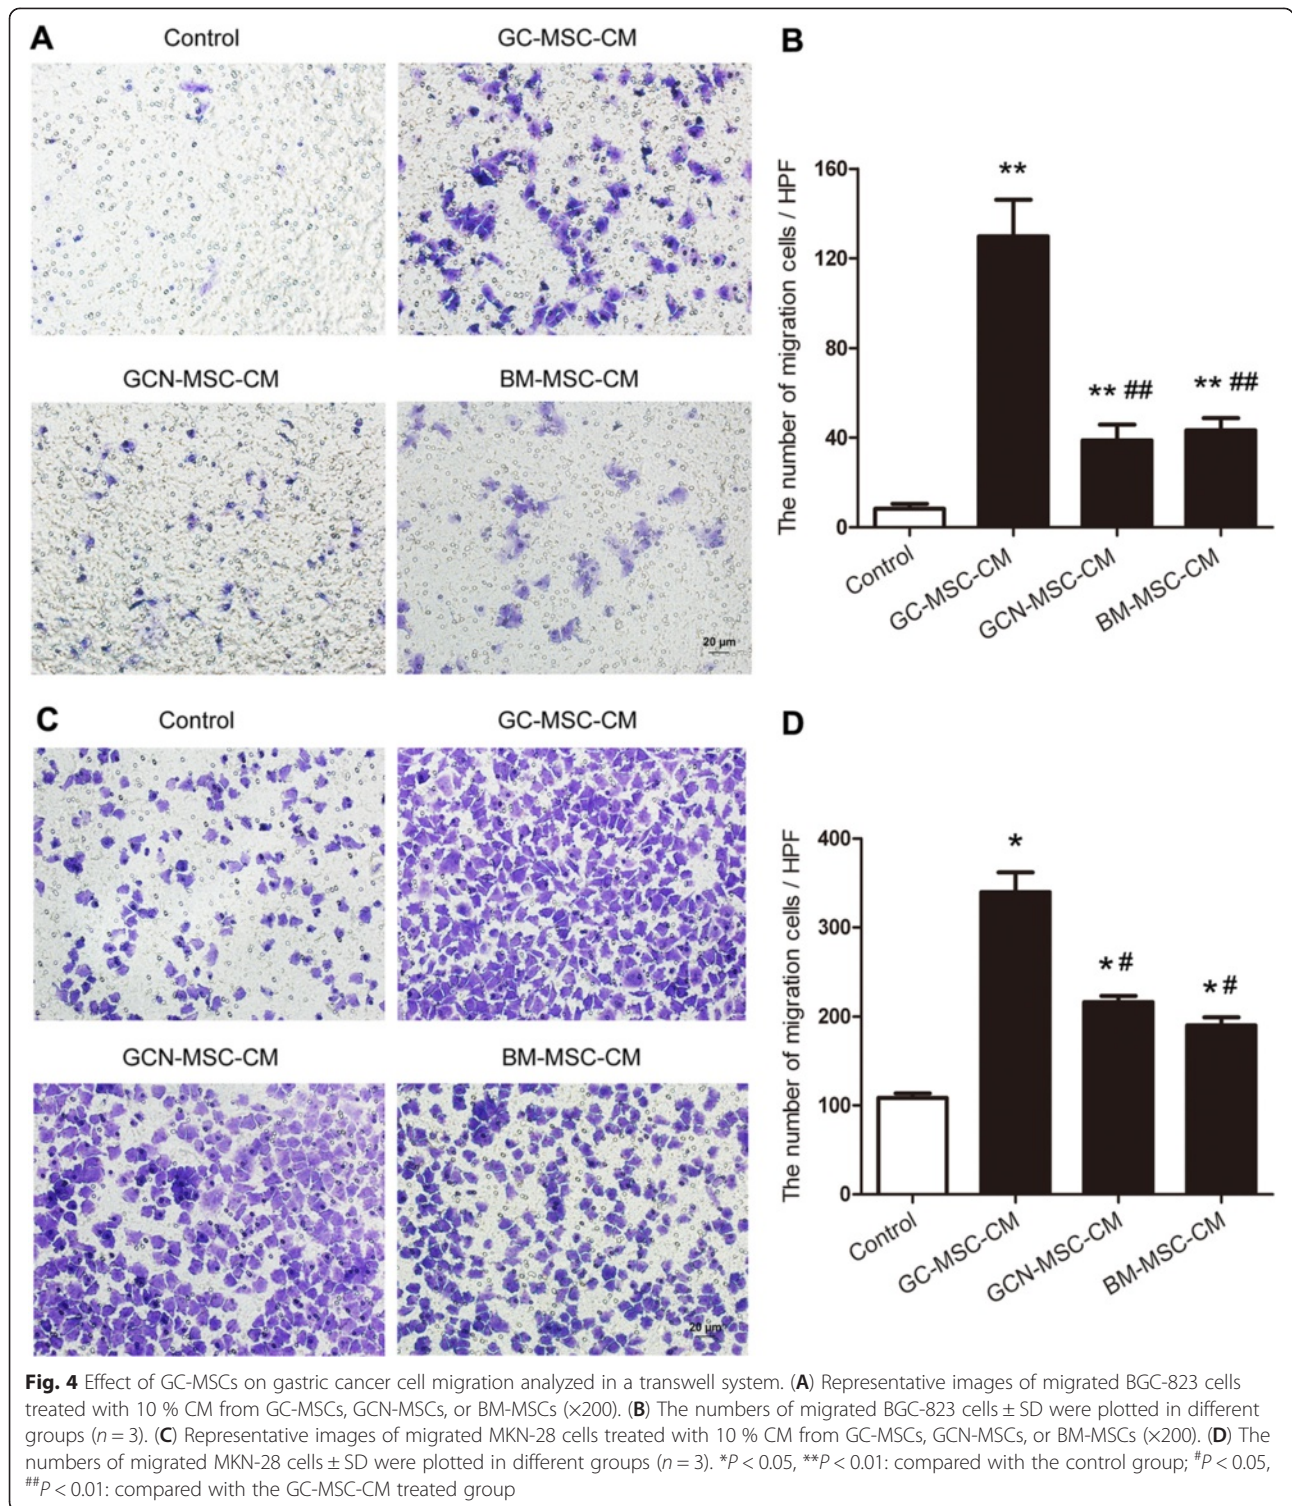 A
Control
GC-MSC-CM
GCN-MSC-CM
BM-MSC-CM
20 µm
B
The number of migration cells / HPF
160
120
80
40
0
**
** ##
** ##
Control
GC-MSC-CM
GCN-MSC-CM
BM-MSC-CM
C
Control
GC-MSC-CM
GCN-MSC-CM
BM-MSC-CM
20 µm
D
The number of migration cells / HPF
400
300
200
100
0
*
* #
* #
Control
GC-MSC-CM
GCN-MSC-CM
BM-MSC-CM
Fig. 4 Effect of GC-MSCs on gastric cancer cell migration analyzed in a transwell system. (A) Representative images of migrated BGC-823 cells
treated with 10 % CM from GC-MSCs, GCN-MSCs, or BM-MSCs (×200). (B) The numbers of migrated BGC-823 cells ± SD were plotted in different
groups (n = 3). (C) Representative images of migrated MKN-28 cells treated with 10 % CM from GC-MSCs, GCN-MSCs, or BM-MSCs (×200). (D) The
numbers of migrated MKN-28 cells ± SD were plotted in different groups (n = 3). *P < 0.05, **P < 0.01: compared with the control group; #P < 0.05,
##P < 0.01: compared with the GC-MSC-CM treated group